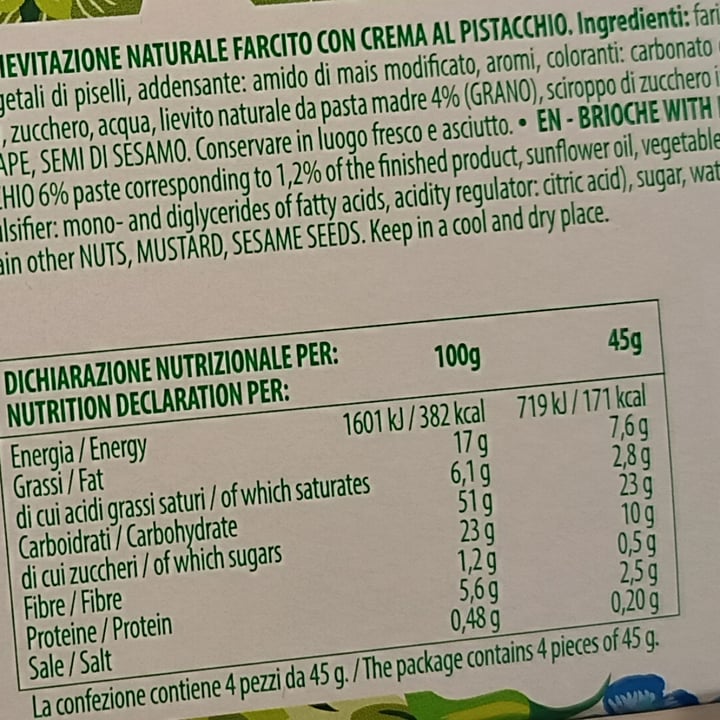 IEVITAZIONE NATURALE FARCITO CON CREMA AL PISTACCHIO. Ingredienti: fari
getali di piselli, addensante: amido di mais modificato, aromi, coloranti: carbonato
, zucchero, acqua, lievito naturale da pasta madre 4% (GRANO), sciroppo di zucchero i
APE, SEMI DI SESAMO. Conservare in luogo fresco e asciutto. • EN - BRIOCHE WITH
HIO 6% paste corresponding to 1,2% of the finished product, sunflower oil, vegetable
ulsifier: mono- and diglycerides of fatty acids, acidity regulator: citric acid), sugar, wat
ain other NUTS, MUSTARD, SESAME SEEDS. Keep in a cool and dry place.
DICHIARAZIONE NUTRIZIONALE PER: 100g 45g
NUTRITION DECLARATION PER:
Energia / Energy 1601 kJ / 382 kcal 719 kJ / 171 kcal
Grassi / Fat 17 g 7,6 g
di cui acidi grassi saturi / of which saturates 6,1 g 2,8 g
Carboidrati / Carbohydrate 51 g 23 g
di cui zuccheri / of which sugars 23 g 10 g
Fibre / Fibre 1,2 g 0,5 g
Proteine / Protein 5,6 g 2,5 g
Sale / Salt 0,48 g 0,20 g
La confezione contiene 4 pezzi da 45 g. / The package contains 4 pieces of 45 g.